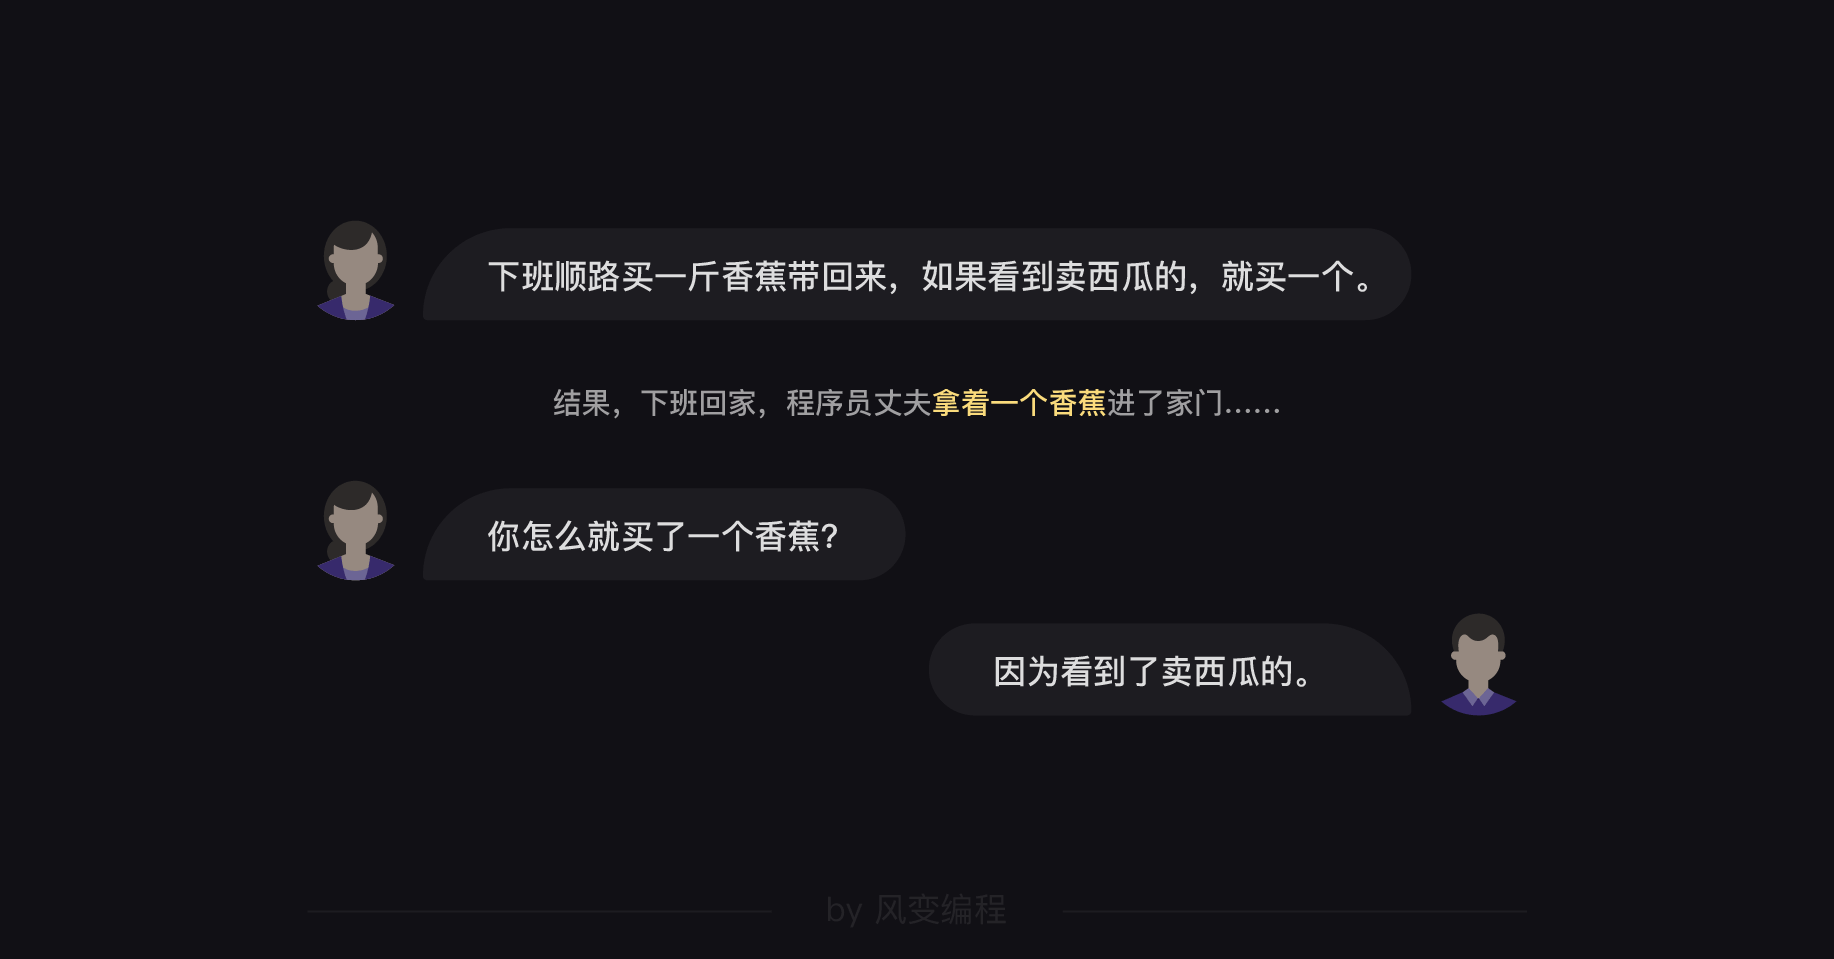 下班顺路买一斤香蕉带回来，如果看到卖西瓜的，就买一个。
结果，下班回家，程序员丈夫拿着一个香蕉进了家门……
你怎么就买了一个香蕉？
因为看到了卖西瓜的。
by 风变编程